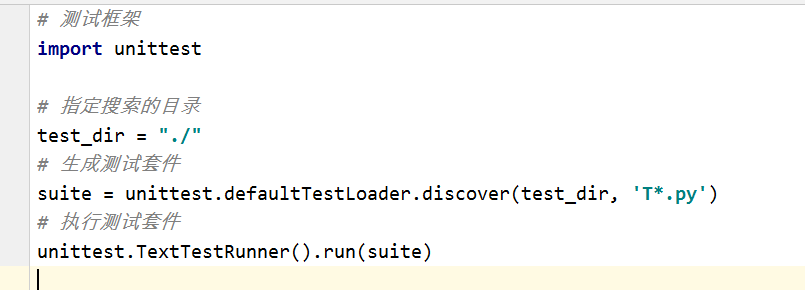 # 测试框架
import unittest
# 指定搜索的目录
test_dir = "./"
# 生成测试套件
suite = unittest.defaultTestLoader.discover(test_dir, 'T*.py')
# 执行测试套件
unittest.TextTestRunner().run(suite)